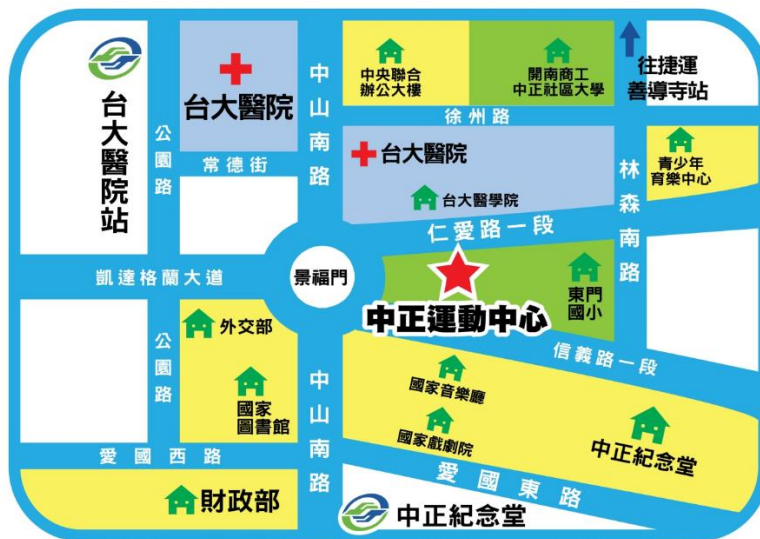 台大醫院站
公園路
台大醫院
常德街
中山南路
中央聯合
辦公大樓
開南商工
中正社區大學
往捷運
善導寺站
徐州路
台大醫院
台大醫學院
青少年
育樂中心
林森南路
仁愛路一段
凱達格蘭大道
景福門
中正運動中心
東門
國小
信義路一段
公園路
外交部
國家
圖書館
中山南路
國家音樂廳
國家戲劇院
中正紀念堂
愛國西路
愛國東路
財政部
中正紀念堂